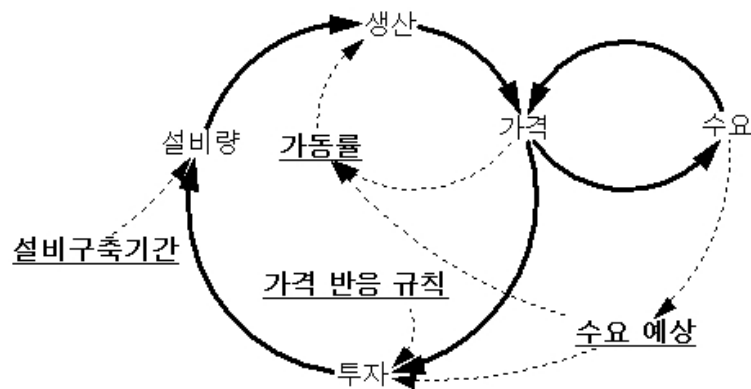 생산
가격
수요
설비량
가동률
설비구축기간
가격 반응 규칙
수요 예상
투자